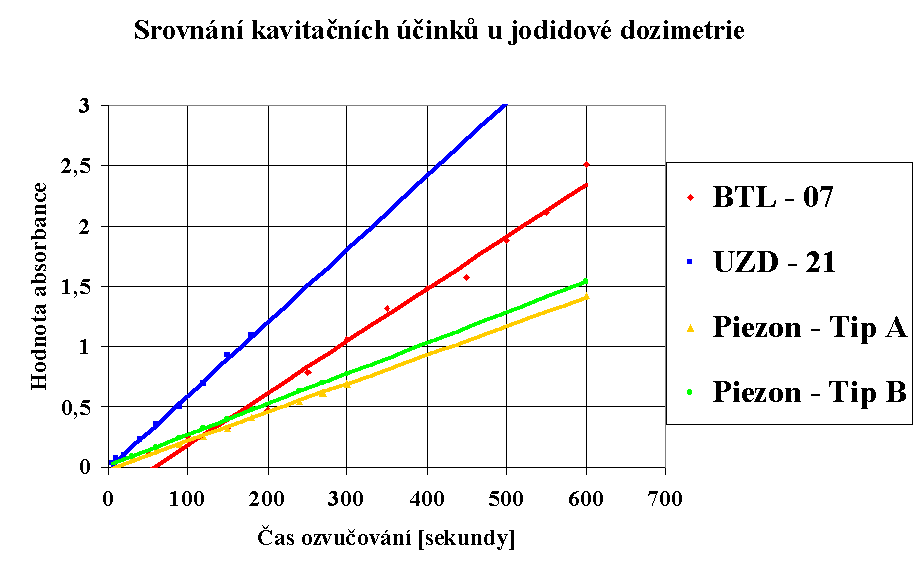 Srovnání kavitačních účinků u jodidové dozimetrie
Hodnota absorbance
3
2,5
2
1,5
1
0,5
0
0 100 200 300 400 500 600 700
Čas ozvučování [sekundy]
BTL - 07
UZD - 21
Piezon - Tip A
Piezon - Tip B